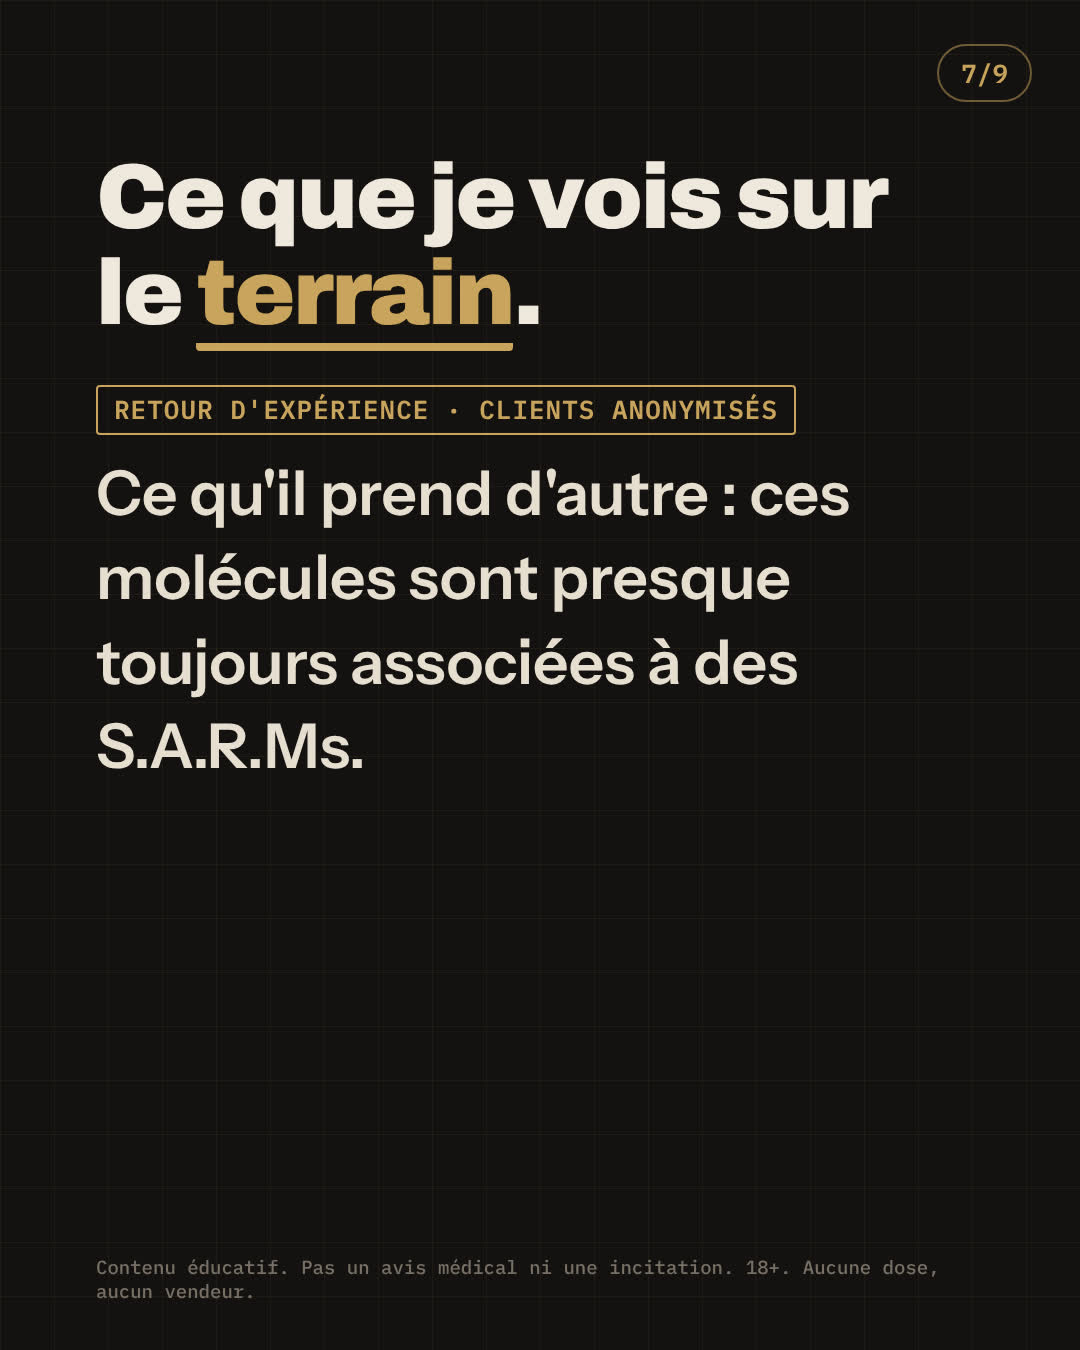 7/9
Ce que je vois sur
le terrain.
RETOUR D'EXPÉRIENCE · CLIENTS ANONYMISÉS
Ce qu'il prend d'autre : ces
molécules sont presque
toujours associées à des
S.A.R.Ms.
Contenu éducatif. Pas un avis médical ni une incitation. 18+. Aucune dose,
aucun vendeur.